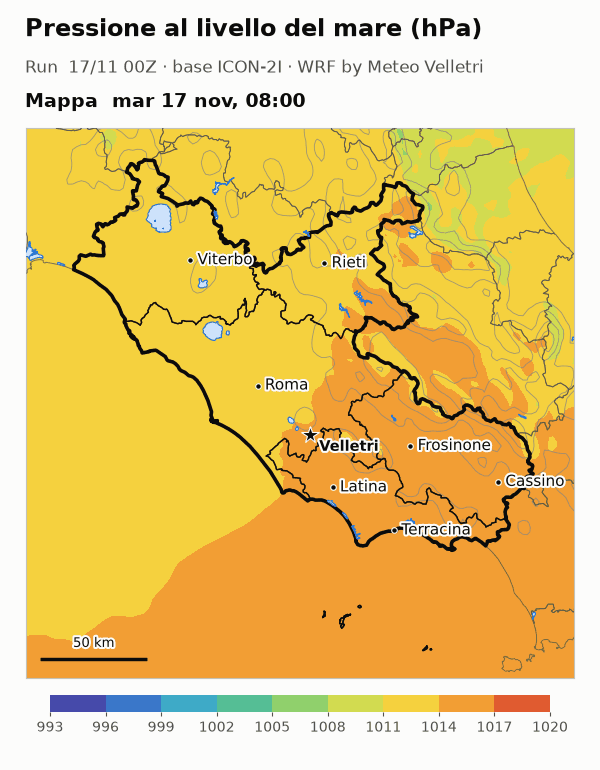 Pressione al livello del mare (hPa)
Run  17/11 00Z · base ICON-2I · WRF by Meteo Velletri
Mappa  mar 17 nov, 08:00
Viterbo
Rieti
Roma
Velletri
Frosinone
Latina
Cassino
Terracina
50 km
993 996 999 1002 1005 1008 1011 1014 1017 1020